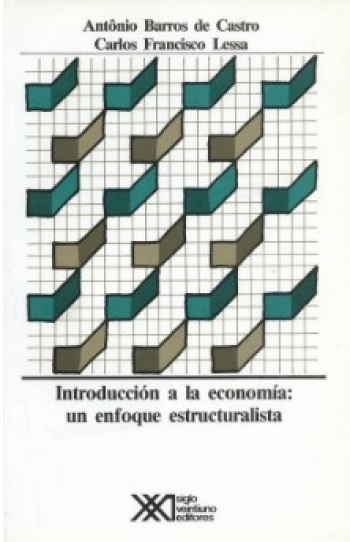 Antônio Barros de Castro
Carlos Francisco Lessa
Introducción a la economía:
un enfoque estructuralista
siglo
veintiuno
editores